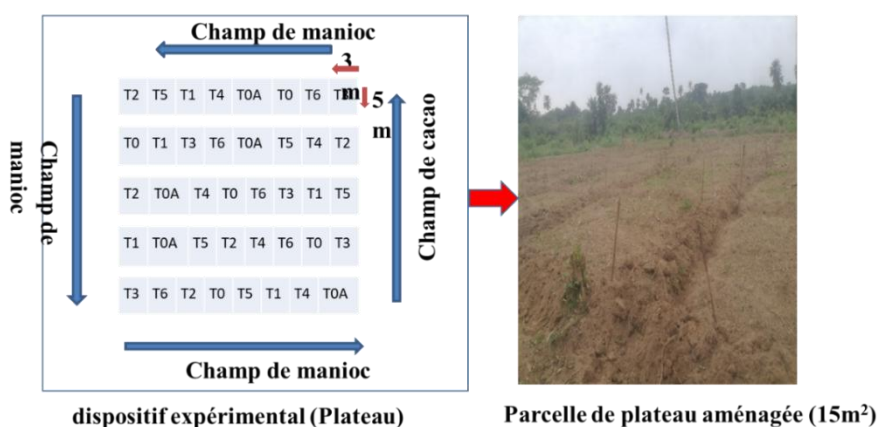 Champ de manioc
3
m
5
m
T2 T5 T1 T4 T0A T0 T6
T0 T1 T3 T6 T0A T5 T4 T2
T2 T0A T4 T0 T6 T3 T1 T5
T1 T0A T5 T2 T4 T6 T0 T3
T3 T6 T2 T0 T5 T1 T4 T0A
Champ de
manioc
Champ de cacao
Champ de manioc
dispositif expérimental (Plateau)
Parcelle de plateau aménagée (15m²)